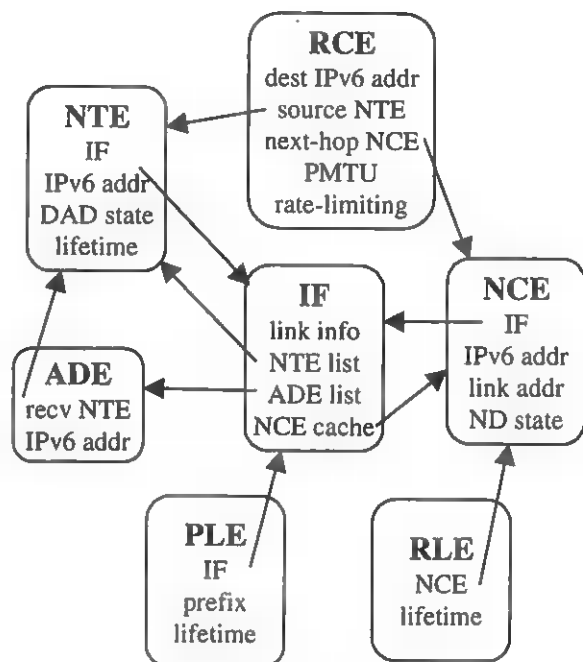 RCE
dest IPv6 addr
source NTE
next-hop NCE
PMTU
rate-limiting
NTE
IF
IPv6 addr
DAD state
lifetime
IF
link info
NTE list
ADE list
NCE cache
NCE
IF
IPv6 addr
link addr
ND state
ADE
recv NTE
IPv6 addr
PLE
IF
prefix
lifetime
RLE
NCE
lifetime